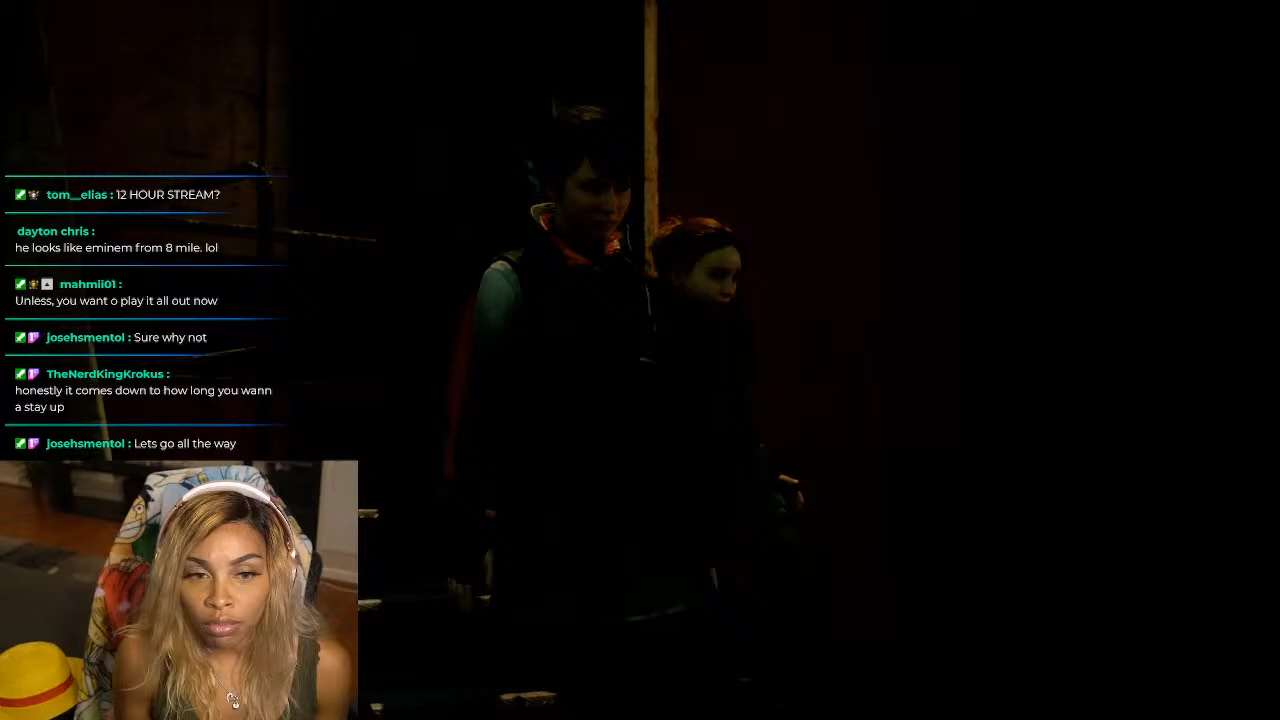 tom__elias : 12 HOUR STREAM?
dayton chris :
he looks like eminem from 8 mile. lol
mahmii01 :
Unless, you want o play it all out now
josehsmentol : Sure why not
TheNerdKingKrokus :
honestly it comes down to how long you wann
a stay up
josehsmentol : Lets go all the way